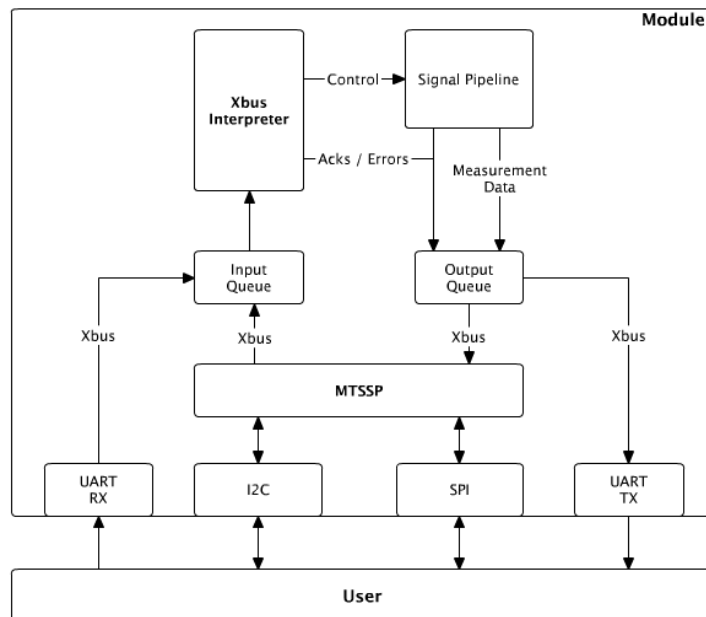 Module
Xbus
Interpreter
Control
Signal Pipeline
Acks / Errors
Measurement
Data
Input
Queue
Output
Queue
Xbus
Xbus
Xbus
Xbus
MTSSP
UART
RX
I2C
SPI
UART
TX
User